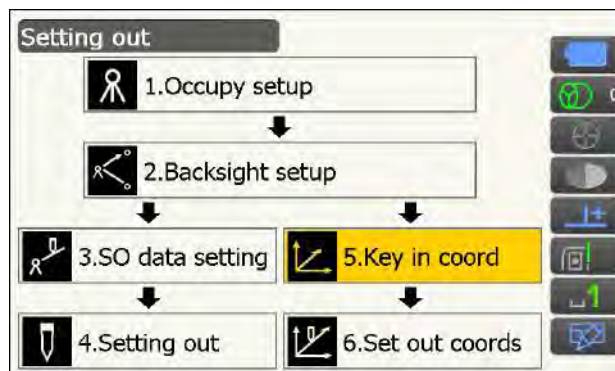 Setting out
1.Occupy setup
2.Backsight setup
3.SO data setting
5.Key in coord
4.Setting out
6.Set out coords